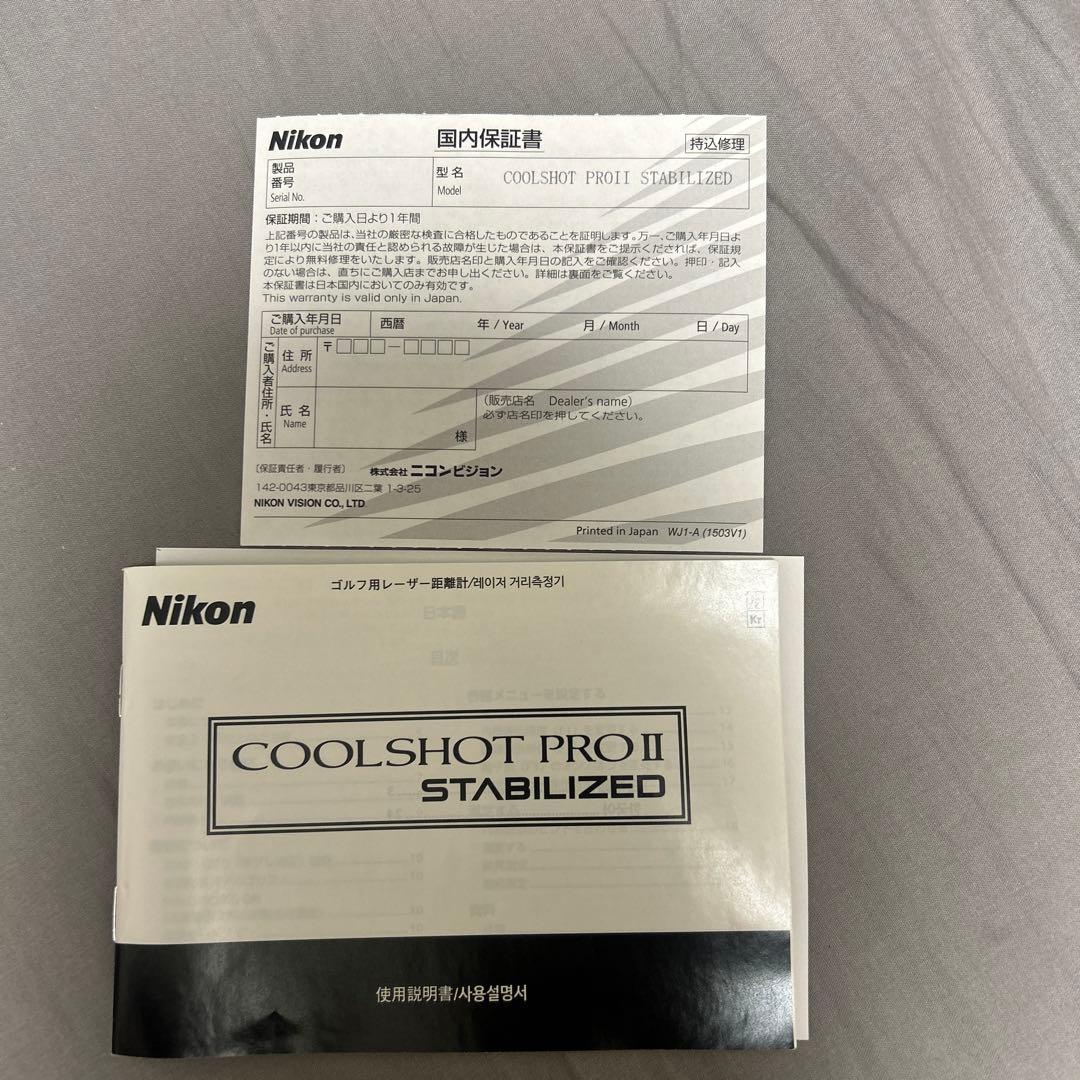 Nikon
国内保証書
持込修理
製品
番号
Serial No.
型名
Model
COOLSHOT PROII STABILIZED
保証期間：ご購入日より1年間
上記番号の製品は、当社の厳密な検査に合格したものであることを証明します。万一、ご購入年月日よ
り1年以内に当社の責任と認められる故障が生じた場合は、本保証書をご提示くだされば、保証規
定により無料修理をいたします。販売店名印と購入年月日の記入をご確認ください。押印・記入
のない場合は、直ちにご購入店までお申し出ください。詳細は裏面をご覧ください。
本保証書は日本国内においてのみ有効です。
This warranty is valid only in Japan.
ご購入年月日
Date of purchase
西暦
年 / Year
月 / Month
日 / Day
ご購入者住所・氏名
住所
Address
〒□□□-□□□□
氏名
Name
様
（販売店名 Dealer's name）
必ず店名印を押してください。
〔保証責任者・履行者〕
株式会社ニコンビジョン
142-0043東京都品川区二葉 1-3-25
NIKON VISION CO., LTD
Printed in Japan WJ1-A (1503V1)
ゴルフ用レーザー距離計/레이저 거리측정기
Nikon
Kr
COOLSHOT PRO II
STABILIZED
使用説明書/사용설명서